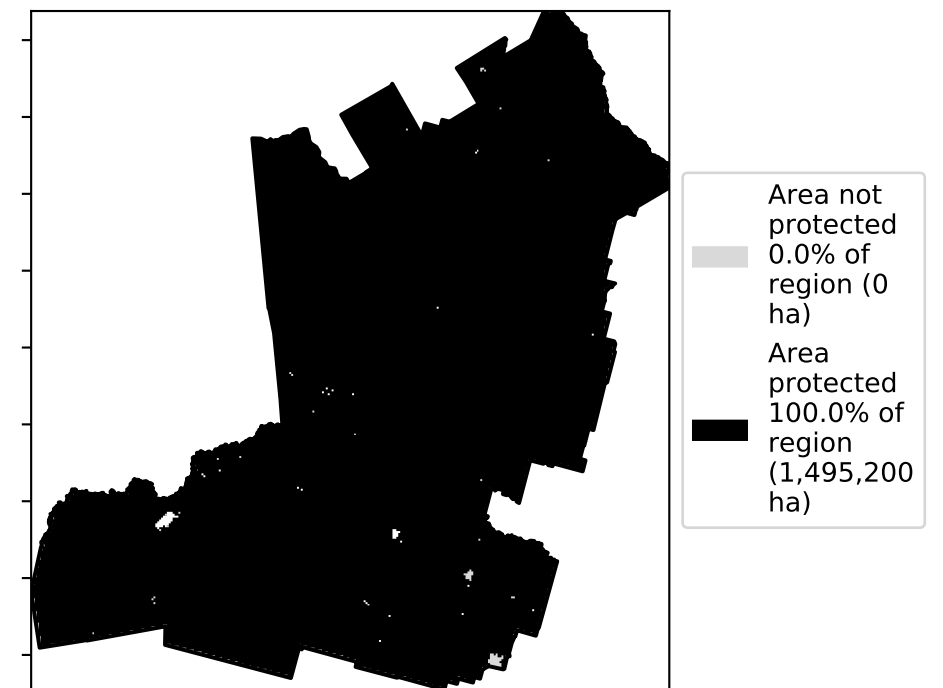 Area not
protected
0.0% of
region (0
ha)
Area
protected
100.0% of
region
(1,495,200
ha)